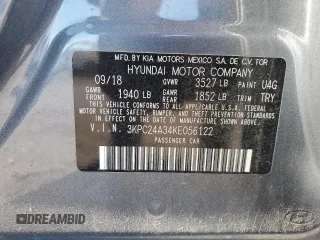 MFD. BY KIA MOTORS MEXICO S.A. DE C.V. FOR
HYUNDAI MOTOR COMPANY
09/18 GVWR 3527 LB PAINT U4G
GAWR FRT 1940 LB GAWR RR 1852 LB TRIM TRY
THIS VEHICLE CONFORMS TO ALL APPLICABLE
U.S. FEDERAL MOTOR VEHICLE SAFETY,
BUMPER, AND THEFT PREVENTION STANDARDS
IN EFFECT ON THE DATE OF MANUFACTURE
SHOWN ABOVE.
V.I.N. 3KPC24A34KE056122
PASSENGER CAR
DREAMBID